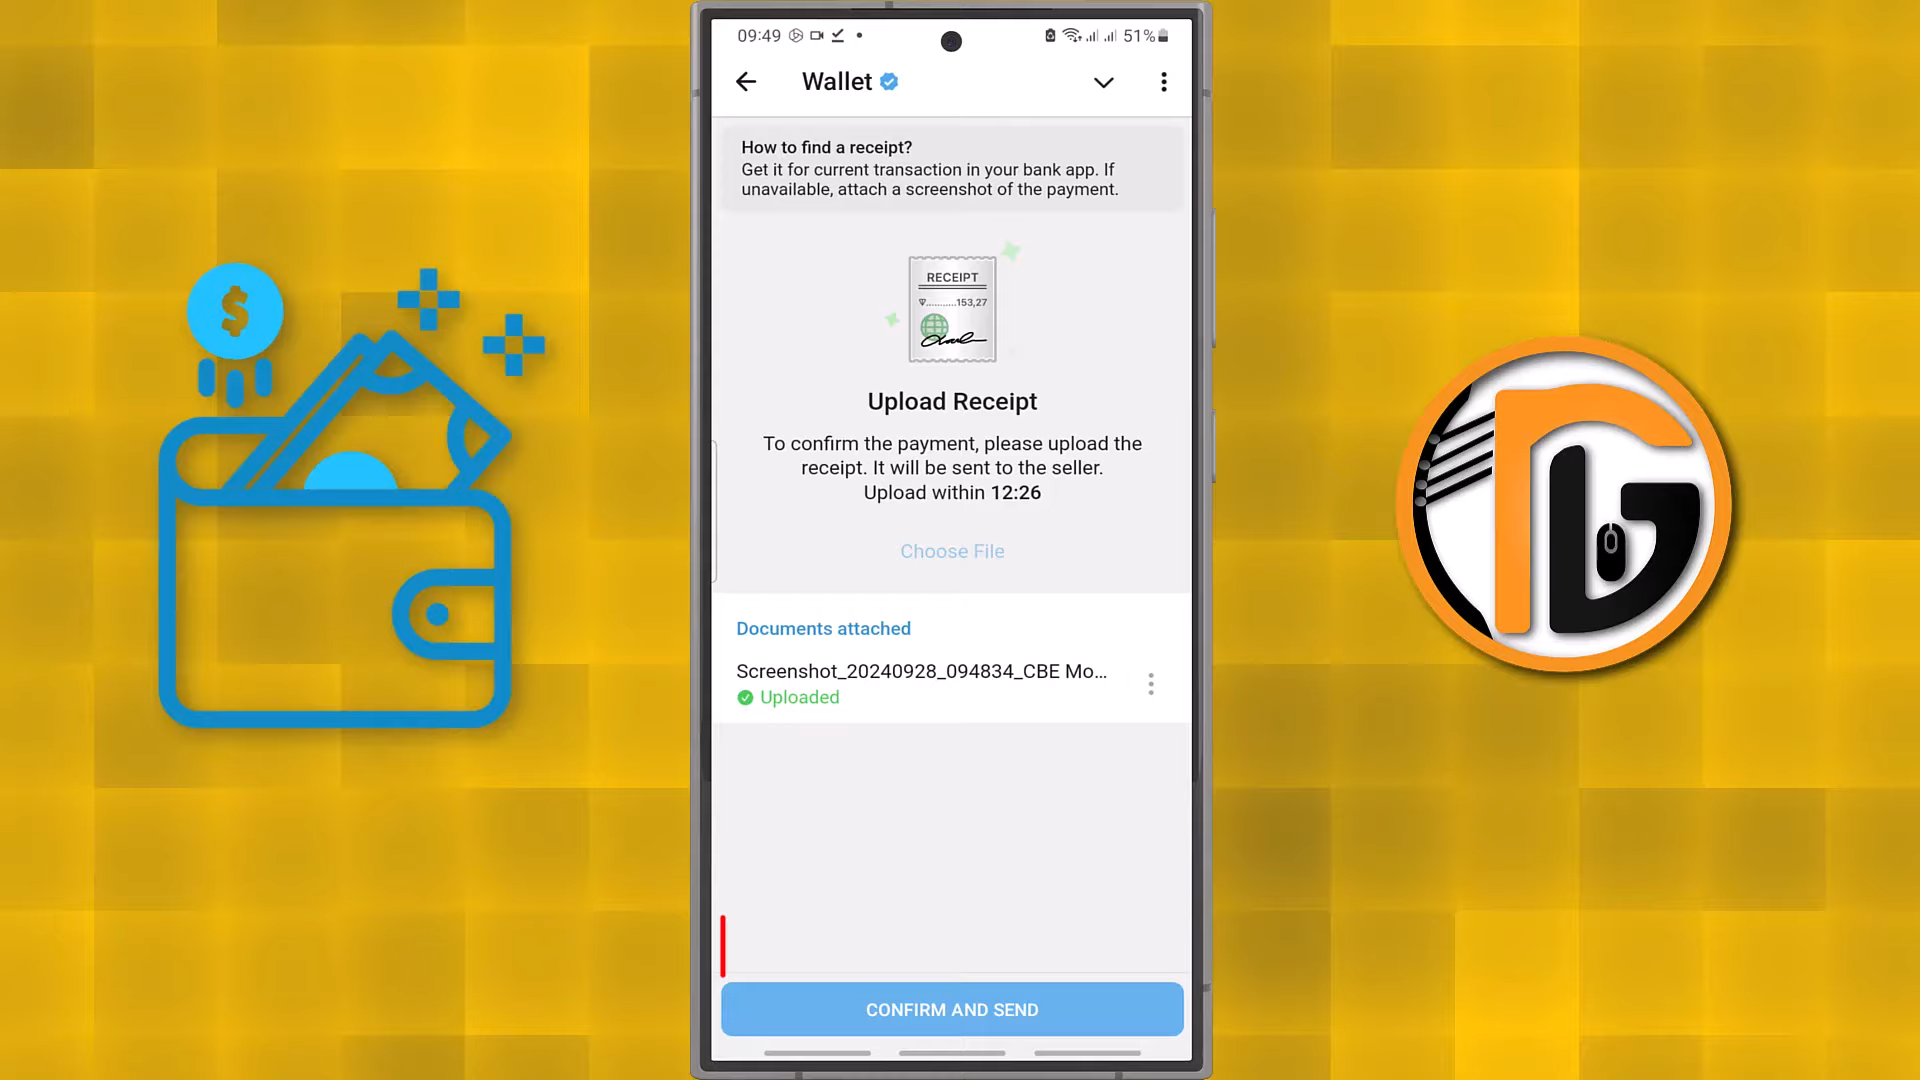 09:49
51%
Wallet
How to find a receipt?
Get it for current transaction in your bank app. If
unavailable, attach a screenshot of the payment.
RECEIPT
₮...........153,27
Upload Receipt
To confirm the payment, please upload the
receipt. It will be sent to the seller.
Upload within 12:26
Choose File
Documents attached
Screenshot_20240928_094834_CBE Mo...
Uploaded
CONFIRM AND SEND
$